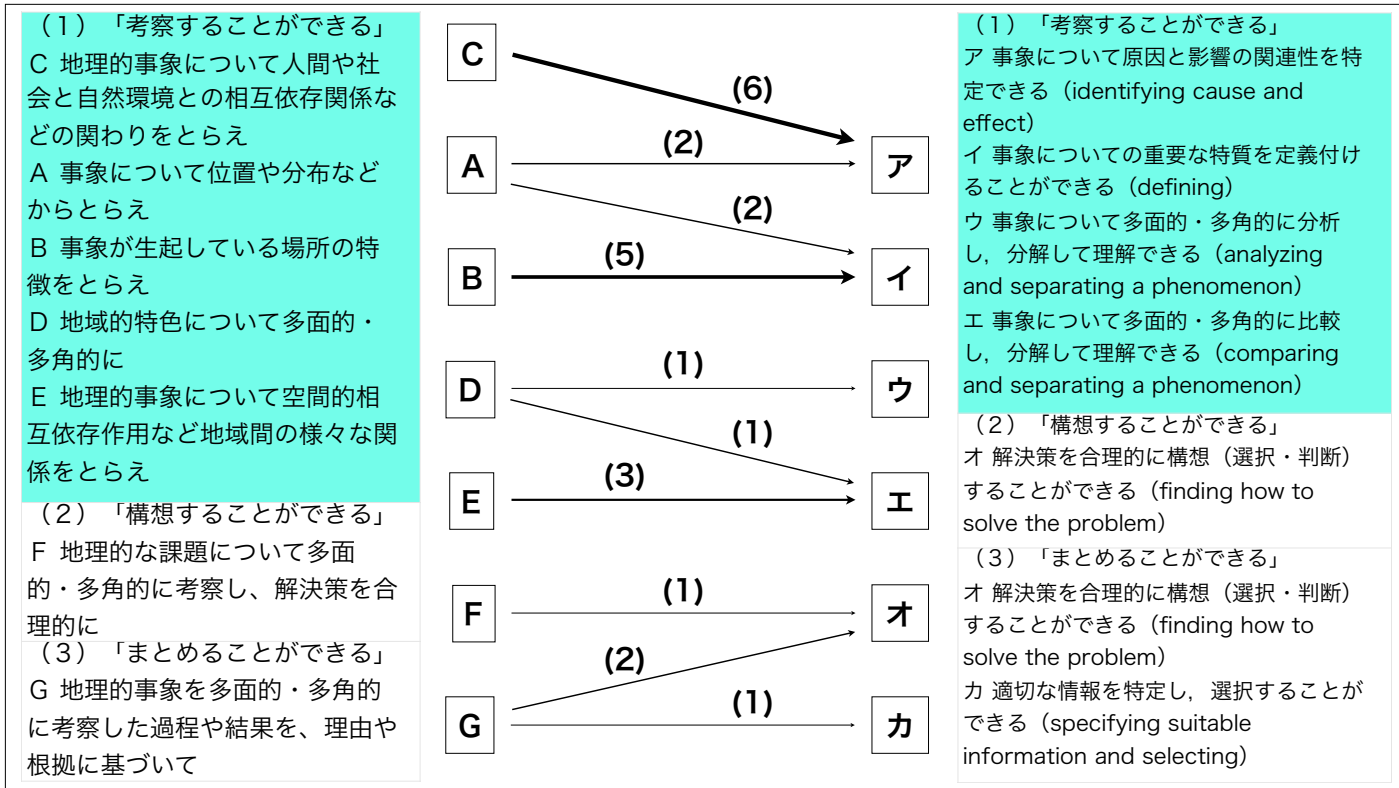 （１）「考察することができる」
C 地理的事象について人間や社
会と自然環境との相互依存関係な
どの関わりをとらえ
A 事象について位置や分布など
からとらえ
B 事象が生起している場所の特
徴をとらえ
D 地域的特色について多面的・
多角的に
E 地理的事象について空間的相
互依存作用など地域間の様々な関
係をとらえ
（２）「構想することができる」
F 地理的な課題について多面
的・多角的に考察し、解決策を合
理的に
（３）「まとめることができる」
G 地理的事象を多面的・多角的
に考察した過程や結果を、理由や
根拠に基づいて
C
(6)
A
(2)
ア
(2)
B
(5)
イ
D
(1)
ウ
(1)
E
(3)
エ
F
(1)
オ
(2)
G
(1)
カ
（１）「考察することができる」
ア 事象について原因と影響の関連性を特
定できる（identifying cause and
effect）
イ 事象についての重要な特質を定義付け
ることができる（defining）
ウ 事象について多面的・多角的に分析
し，分解して理解できる（analyzing
and separating a phenomenon）
エ 事象について多面的・多角的に比較
し，分解して理解できる（comparing
and separating a phenomenon）
（２）「構想することができる」
オ 解決策を合理的に構想（選択・判断）
することができる（finding how to
solve the problem）
（３）「まとめることができる」
オ 解決策を合理的に構想（選択・判断）
することができる（finding how to
solve the problem）
カ 適切な情報を特定し，選択することが
できる（specifying suitable
information and selecting）